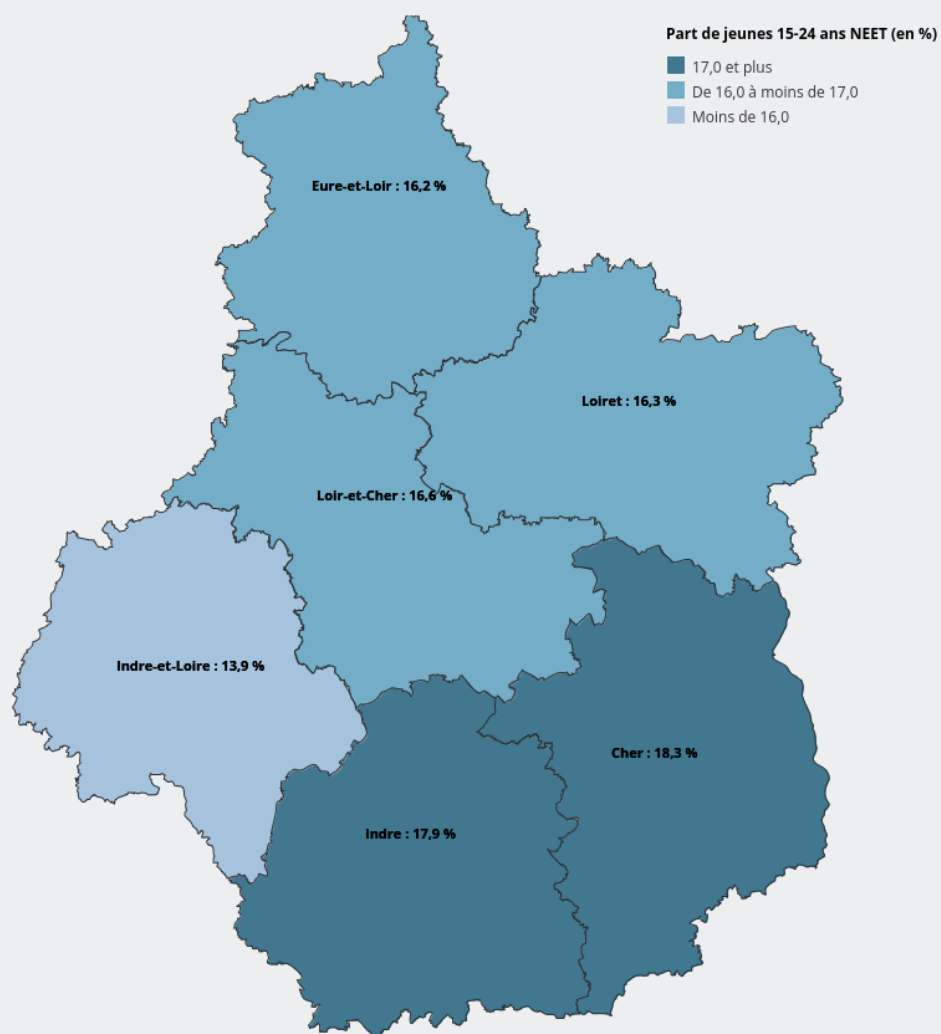 Part de jeunes 15-24 ans NEET (en %)
17,0 et plus
De 16,0 à moins de 17,0
Moins de 16,0
Eure-et-Loir : 16,2 %
Loiret : 16,3 %
Loir-et-Cher : 16,6 %
Indre-et-Loire : 13,9 %
Cher : 18,3 %
Indre : 17,9 %